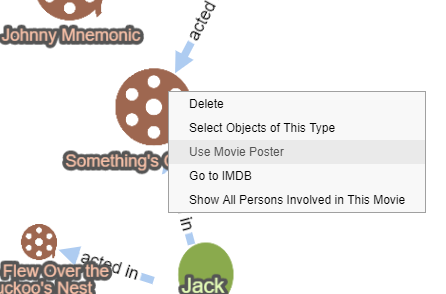 acted
Johnny Mnemonic
Something's
Delete
Select Objects of This Type
Use Movie Poster
Go to IMDB
Show All Persons Involved in This Movie
in
acted in
Flew Over the
uckoo's Nest
Jack